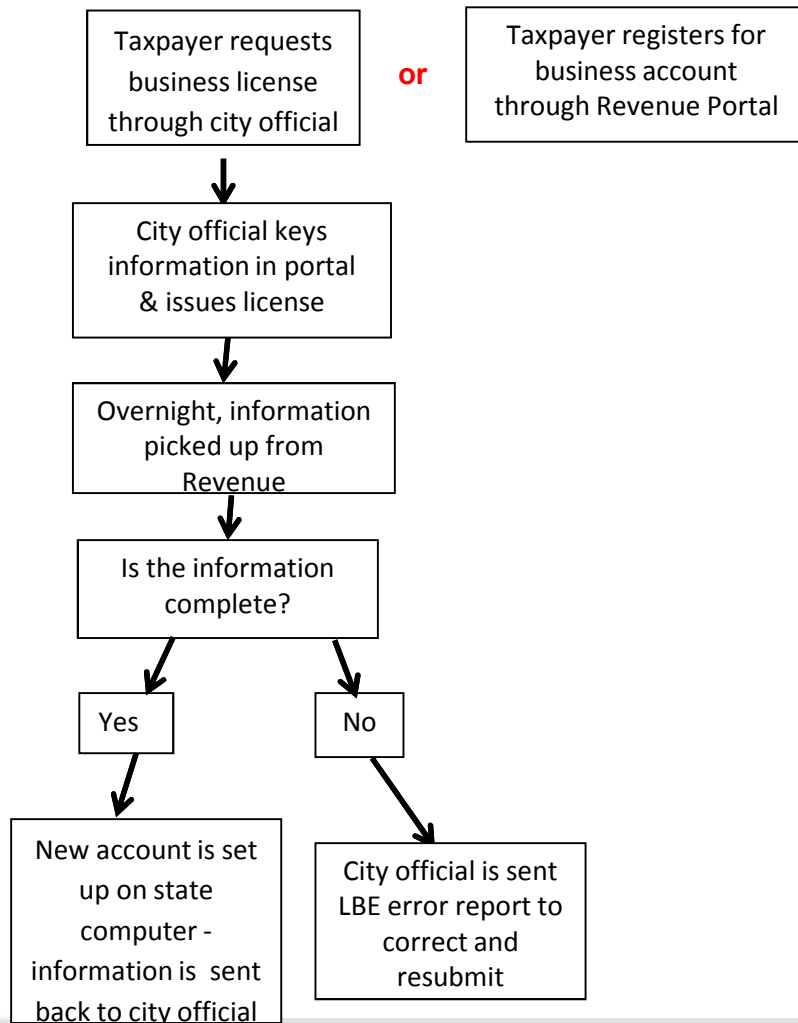 Taxpayer requests
business license
through city official
or
Taxpayer registers for
business account
through Revenue Portal
City official keys
information in portal
& issues license
Overnight, information
picked up from
Revenue
Is the information
complete?
Yes
No
New account is set
up on state
computer -
information is sent
back to city official
City official is sent
LBE error report to
correct and
resubmit